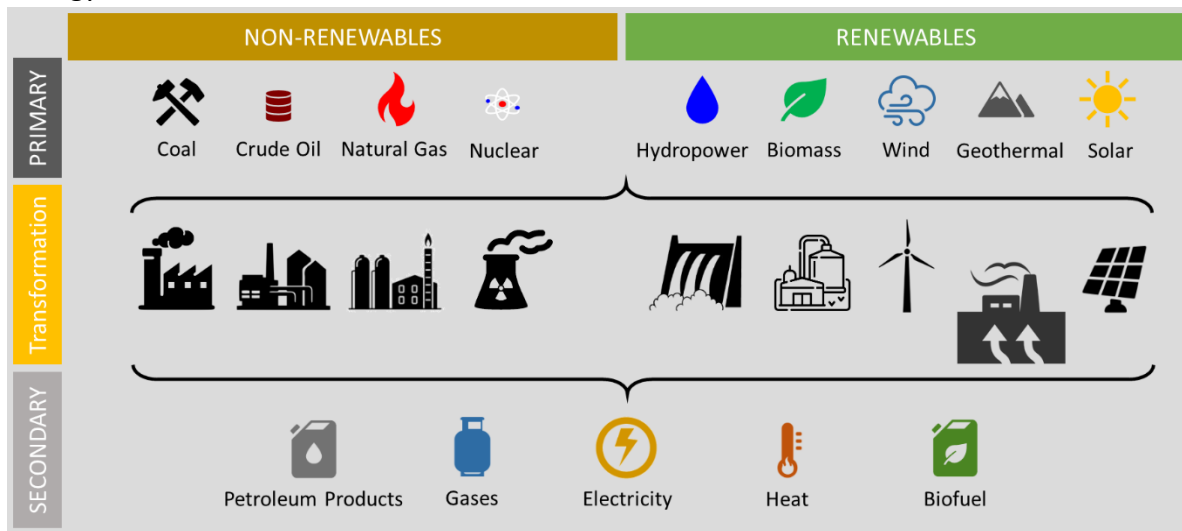 NON-RENEWABLES
RENEWABLES
PRIMARY
Coal
Crude Oil
Natural Gas
Nuclear
Hydropower
Biomass
Wind
Geothermal
Solar
Transformation
SECONDARY
Petroleum Products
Gases
Electricity
Heat
Biofuel